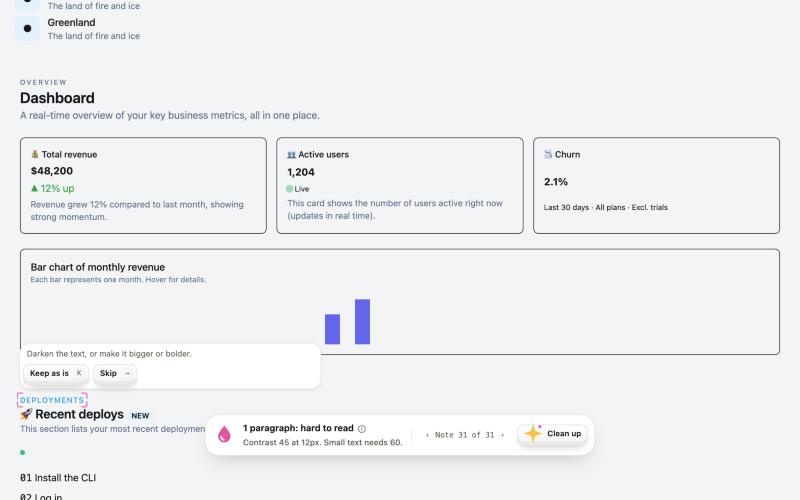 The land of fire and ice
Greenland
The land of fire and ice
OVERVIEW
Dashboard
A real-time overview of your key business metrics, all in one place.
Total revenue
$48,200
▲ 12% up
Revenue grew 12% compared to last month, showing
strong momentum.
Active users
1,204
Live
This card shows the number of users active right now
(updates in real time).
Churn
2.1%
Last 30 days · All plans · Excl. trials
Bar chart of monthly revenue
Each bar represents one month. Hover for details.
Darken the text, or make it bigger or bolder.
Keep as is K
Skip →
DEPLOYMENTS
🚀 Recent deploys NEW
This section lists your most recent deploymen
1 paragraph: hard to read
Contrast 45 at 12px. Small text needs 60.
‹ Note 31 of 31 ›
Clean up
01 Install the CLI
02 Log in